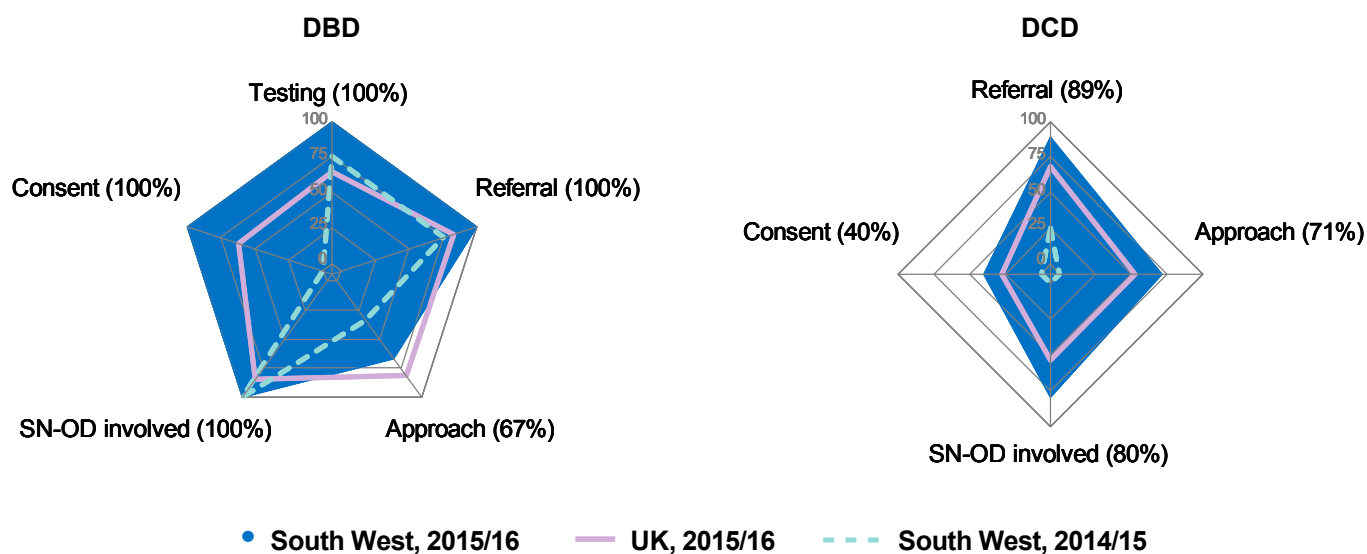 DBD
Testing (100%)
100
75
50
25
0
Consent (100%)
Referral (100%)
SN-OD involved (100%)
Approach (67%)
DCD
Referral (89%)
100
75
50
25
0
Consent (40%)
Approach (71%)
SN-OD involved (80%)
South West, 2015/16
UK, 2015/16
South West, 2014/15